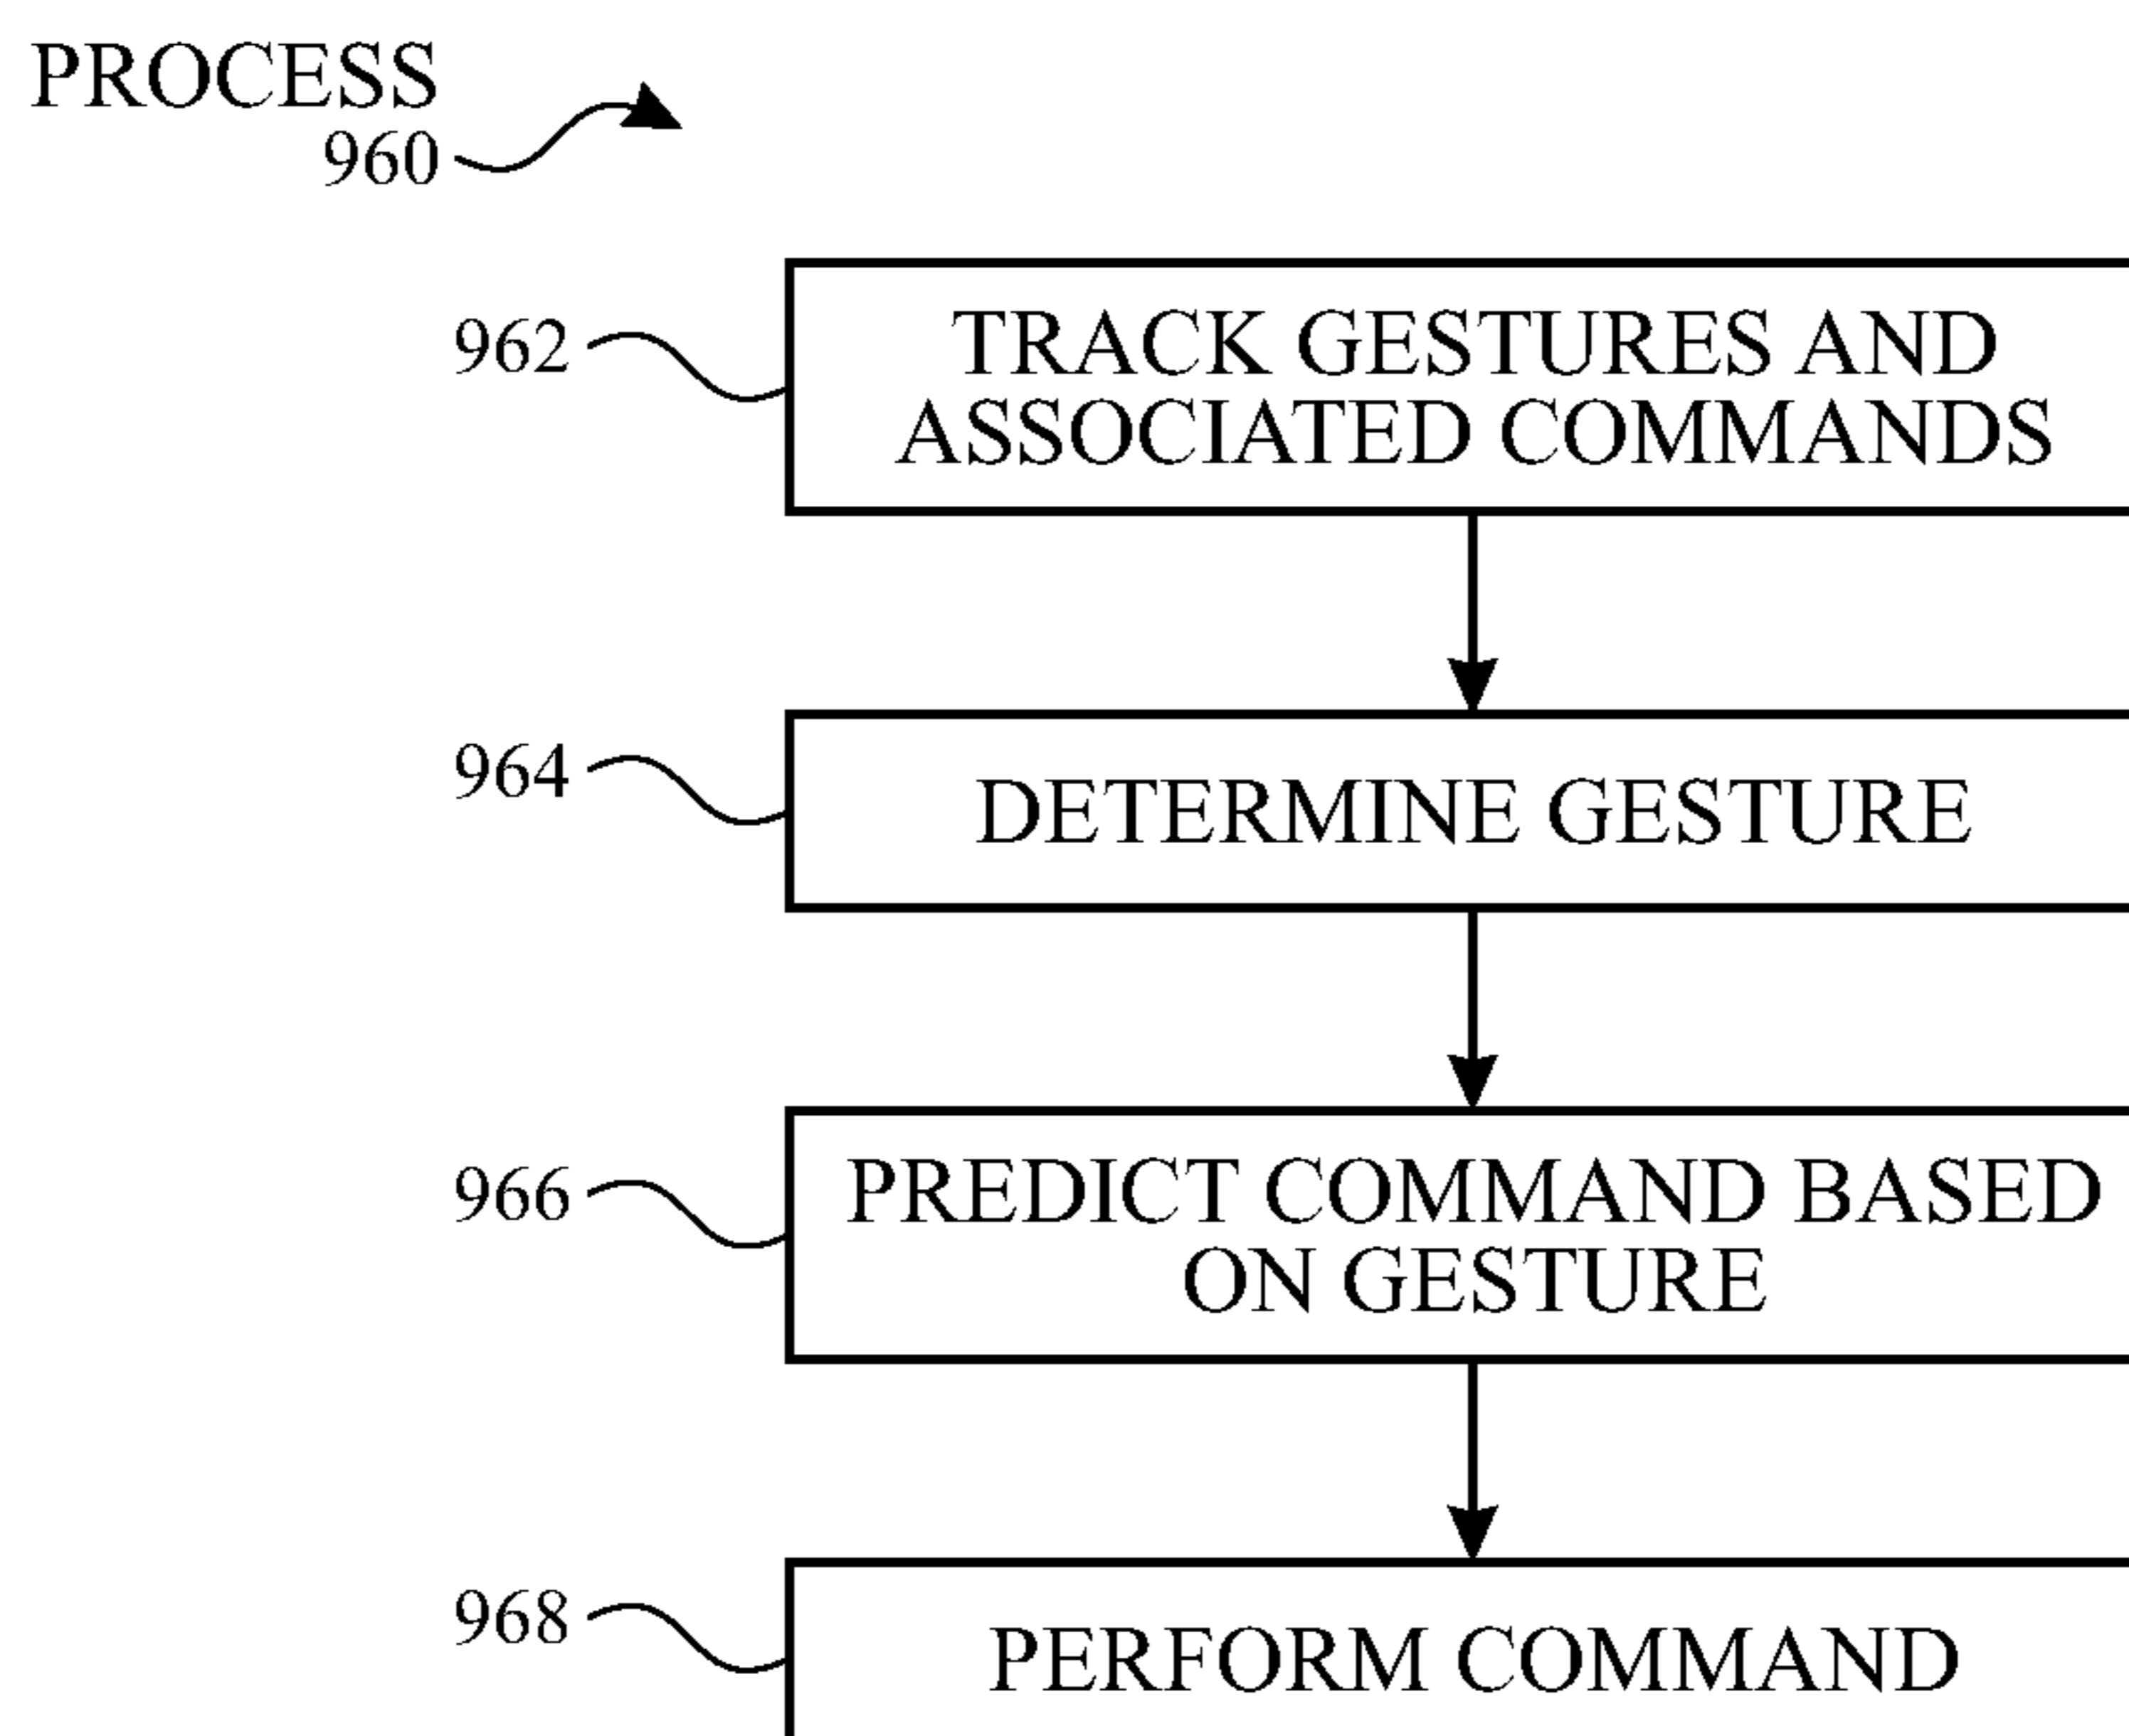 PROCESS
960
962
TRACK GESTURES AND
ASSOCIATED COMMANDS
964
DETERMINE GESTURE
966
PREDICT COMMAND BASED
ON GESTURE
968
PERFORM COMMAND